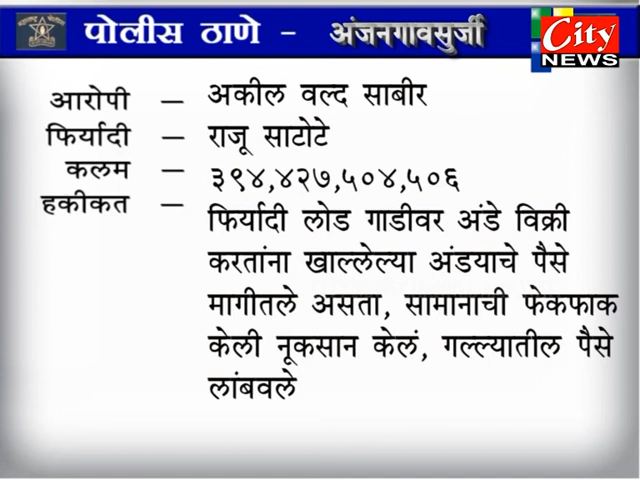 पोलीस ठाणे - अंजनगावसुर्जी
City NEWS
आरोपी – अकील वल्द साबीर
फिर्यादी – राजू साटोटे
कलम – ३९४,४२७,५०४,५०६
हकीकत –
फिर्यादी लोड गाडीवर अंडे विक्री
करतांना खाल्लेल्या अंडयाचे पैसे
मागीतले असता, सामानाची फेकफाक
केली नूकसान केलं, गल्ल्यातील पैसे
लांबवले